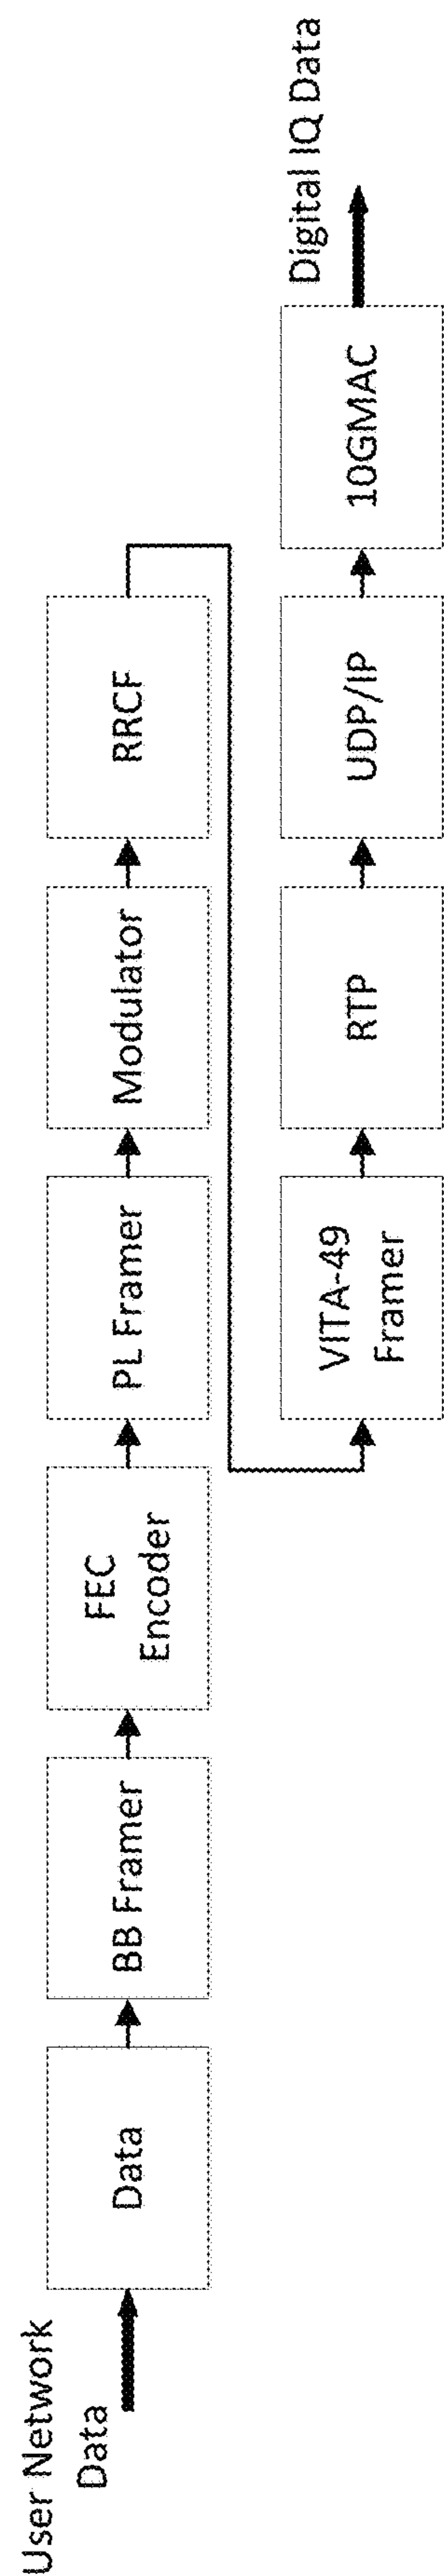 User Network
Data
Data
BB Framer
FEC
Encoder
PL Framer
Modulator
RRCF
VITA-49
Framer
RTP
UDP/IP
10GMAC
Digital IQ Data